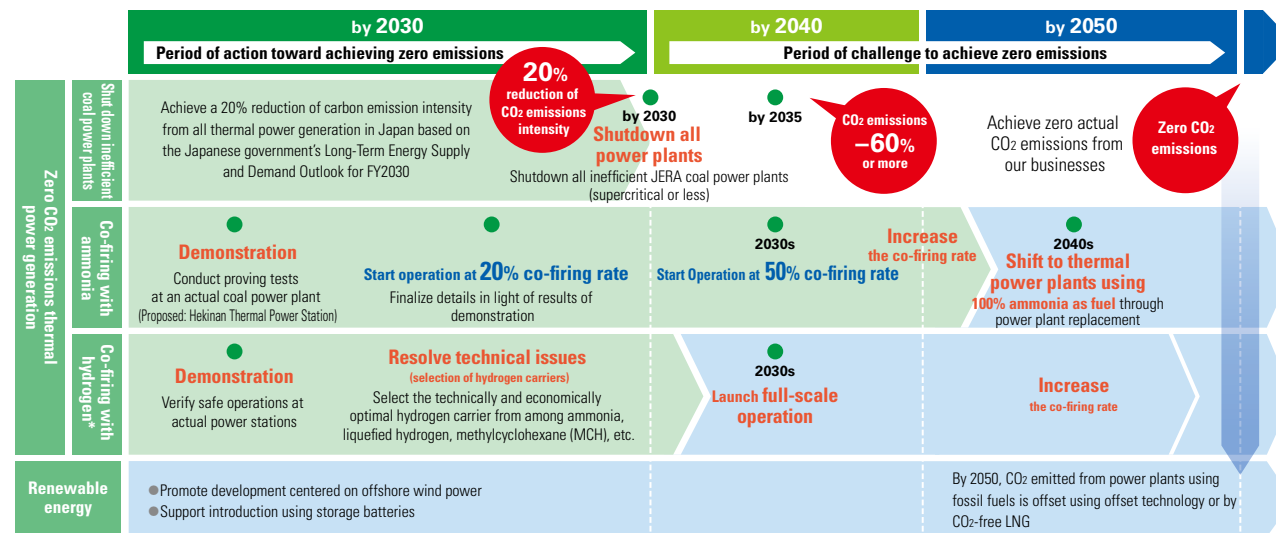 by 2030
by 2040
by 2050
Period of action toward achieving zero emissions
Period of challenge to achieve zero emissions
Zero CO2 emissions thermal
power generation
Shut down inefficient
coal power plants
Achieve a 20% reduction of carbon emission intensity
from all thermal power generation in Japan based on
the Japanese government's Long-Term Energy Supply
and Demand Outlook for FY2030
20%
reduction of
CO2 emissions
intensity
by 2030
Shutdown all
power plants
Shutdown all inefficient JERA coal power plants
(supercritical or less)
by 2035
CO2 emissions
–60%
or more
Achieve zero actual
CO2 emissions from
our businesses
Zero CO2
emissions
Co-firing with
ammonia
Demonstration
Conduct proving tests
at an actual coal power plant
(Proposed: Hekinan Thermal Power Station)
Start operation at 20% co-firing rate
Finalize details in light of results of
demonstration
2030s
Start Operation at 50% co-firing rate
Increase
the co-firing rate
2040s
Shift to thermal
power plants using
100% ammonia as fuel through
power plant replacement
Co-firing with
hydrogen*
Demonstration
Verify safe operations at
actual power stations
Resolve technical issues
(selection of hydrogen carriers)
Select the technically and economically
optimal hydrogen carrier from among ammonia,
liquefied hydrogen, methylcyclohexane (MCH), etc.
2030s
Launch full-scale
operation
Increase
the co-firing rate
Renewable
energy
●Promote development centered on offshore wind power
●Support introduction using storage batteries
By 2050, CO2 emitted from power plants using
fossil fuels is offset using offset technology or by
CO2-free LNG